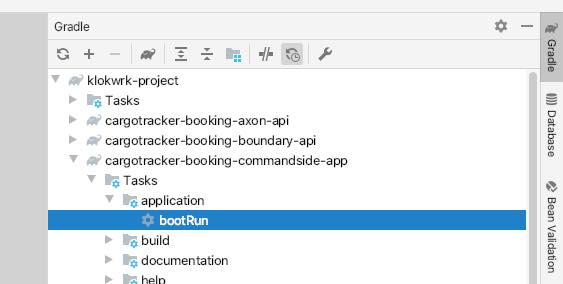 Gradle
klokwrk-project
Tasks
cargotracker-booking-axon-api
cargotracker-booking-boundary-api
cargotracker-booking-commandside-app
Tasks
application
bootRun
build
documentation
help
Gradle
Database
Bean Validation